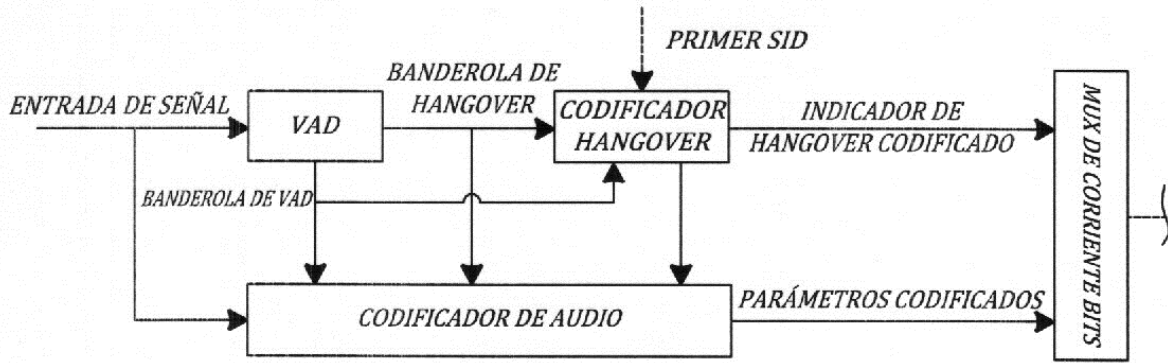 PRIMER SID
BANDEROLA DE
HANGOVER
ENTRADA DE SEÑAL
VAD
CODIFICADOR
HANGOVER
INDICADOR DE
HANGOVER CODIFICADO
BANDEROLA DE VAD
CODIFICADOR DE AUDIO
PARÁMETROS CODIFICADOS
MUX DE CORRIENTE BITS